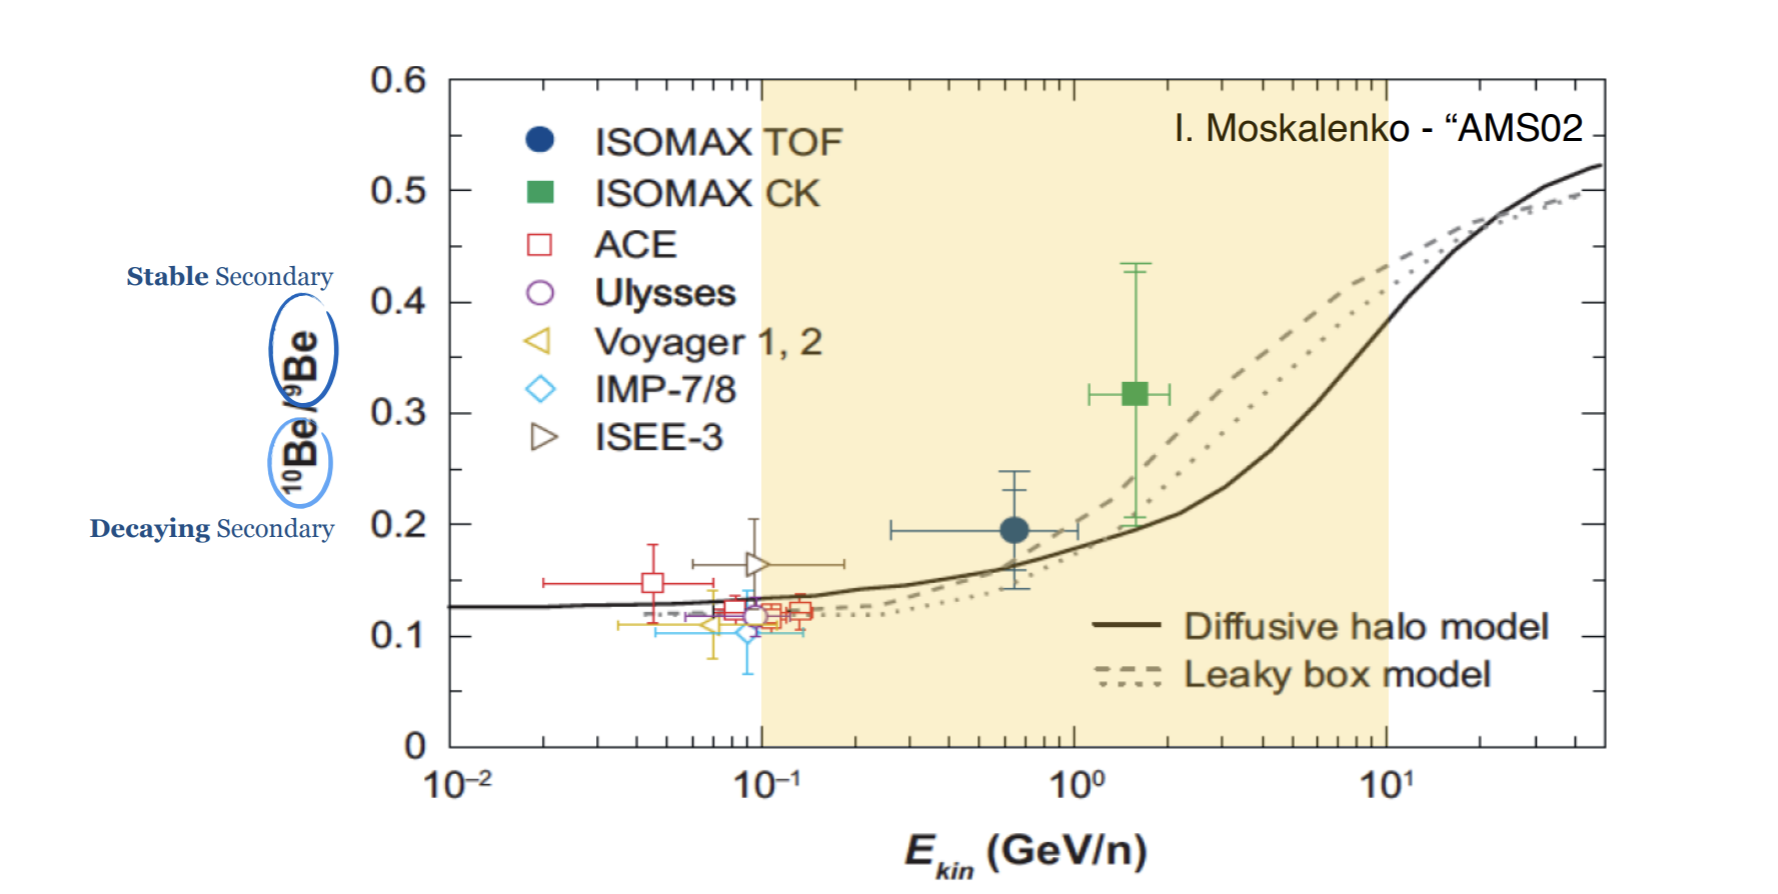 0.6
0.5
0.4
0.3
0.2
0.1
0
I. Moskalenko - “AMS02
ISOMAX TOF
ISOMAX CK
ACE
Ulysses
Voyager 1, 2
IMP-7/8
ISEE-3
Stable Secondary
¹⁰Be/⁹Be
Decaying Secondary
Diffusive halo model
Leaky box model
10⁻² 10⁻¹ 10⁰ 10¹
E_kin (GeV/n)